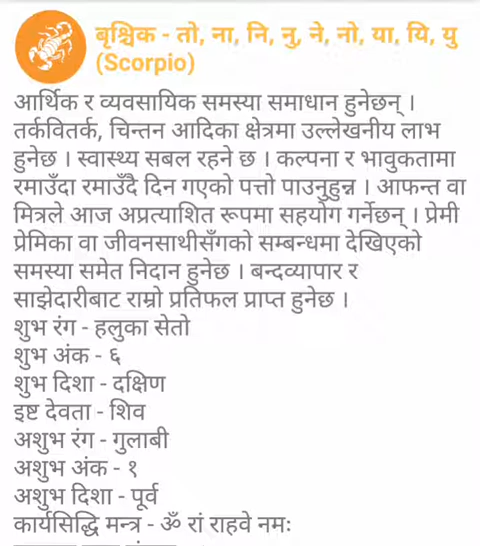 बृश्चिक - तो, ना, नि, नु, ने, नो, या, यि, यु
(Scorpio)
आर्थिक र व्यवसायिक समस्या समाधान हुनेछन् ।
तर्कवितर्क, चिन्तन आदिका क्षेत्रमा उल्लेखनीय लाभ
हुनेछ । स्वास्थ्य सबल रहने छ । कल्पना र भावुकतामा
रमाउँदा रमाउँदै दिन गएको पत्तो पाउनुहुन्न । आफन्त वा
मित्रले आज अप्रत्याशित रूपमा सहयोग गर्नेछन् । प्रेमी
प्रेमिका वा जीवनसाथीसँगको सम्बन्धमा देखिएको
समस्या समेत निदान हुनेछ । बन्दव्यापार र
साझेदारीबाट राम्रो प्रतिफल प्राप्त हुनेछ ।
शुभ रंग - हलुका सेतो
शुभ अंक - ६
शुभ दिशा - दक्षिण
इष्ट देवता - शिव
अशुभ रंग - गुलाबी
अशुभ अंक - १
अशुभ दिशा - पूर्व
कार्यसिद्धि मन्त्र - ॐ रां राहवे नमः